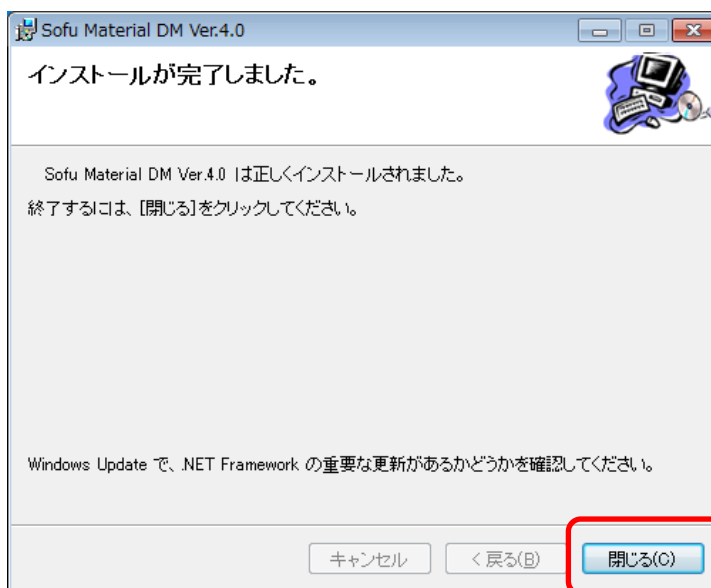 Sofu Material DM Ver.4.0
インストールが完了しました。
Sofu Material DM Ver.4.0 は正しくインストールされました。
終了するには、[閉じる]をクリックしてください。
Windows Update で、.NET Framework の重要な更新があるかどうかを確認してください。
キャンセル
< 戻る(B)
閉じる(C)